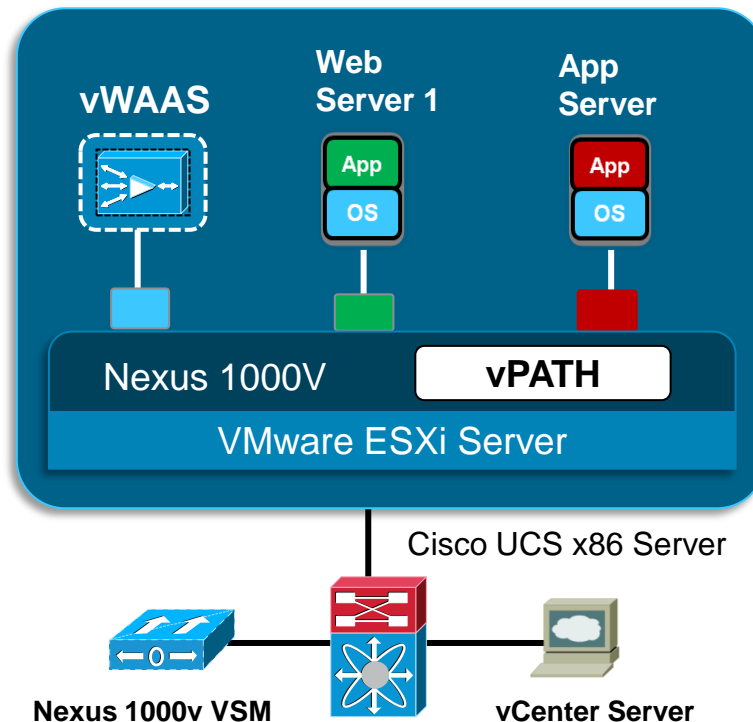 vWAAS
Web
Server 1
App
Server
App
OS
App
OS
Nexus 1000V
vPATH
VMware ESXi Server
Cisco UCS x86 Server
Nexus 1000v VSM
vCenter Server